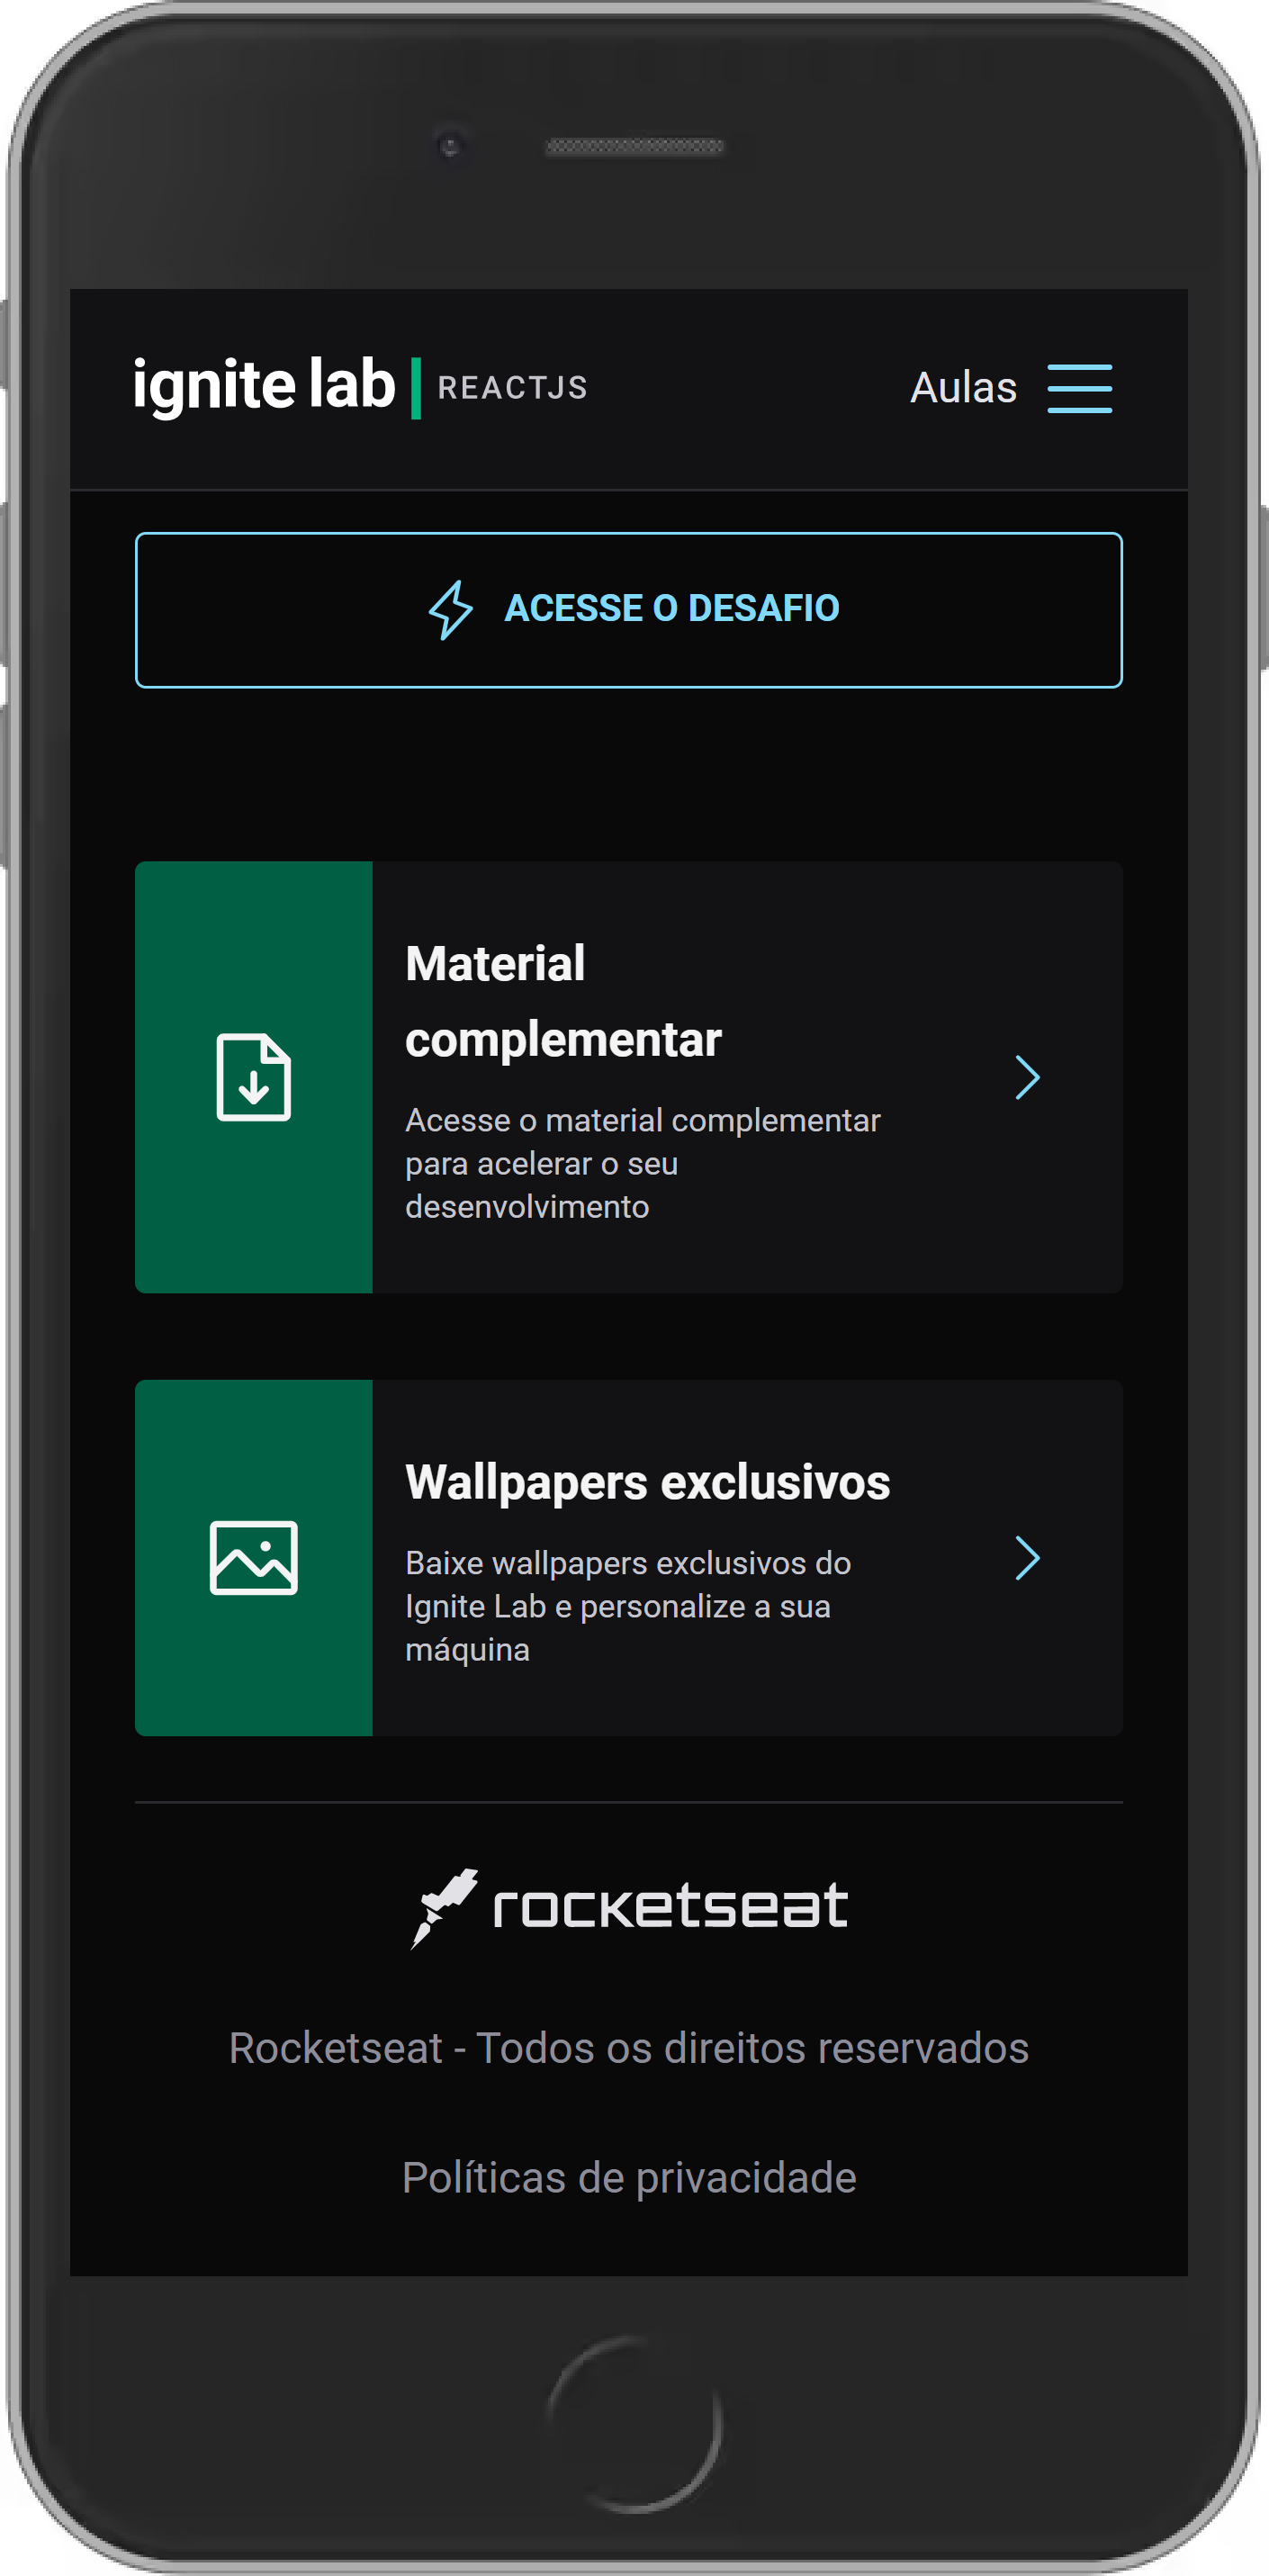 ignite lab | REACTJS
Aulas
ACESSE O DESAFIO
Material
complementar
Acesse o material complementar
para acelerar o seu
desenvolvimento
Wallpapers exclusivos
Baixe wallpapers exclusivos do
Ignite Lab e personalize a sua
máquina
rocketseat
Rocketseat - Todos os direitos reservados
Políticas de privacidade